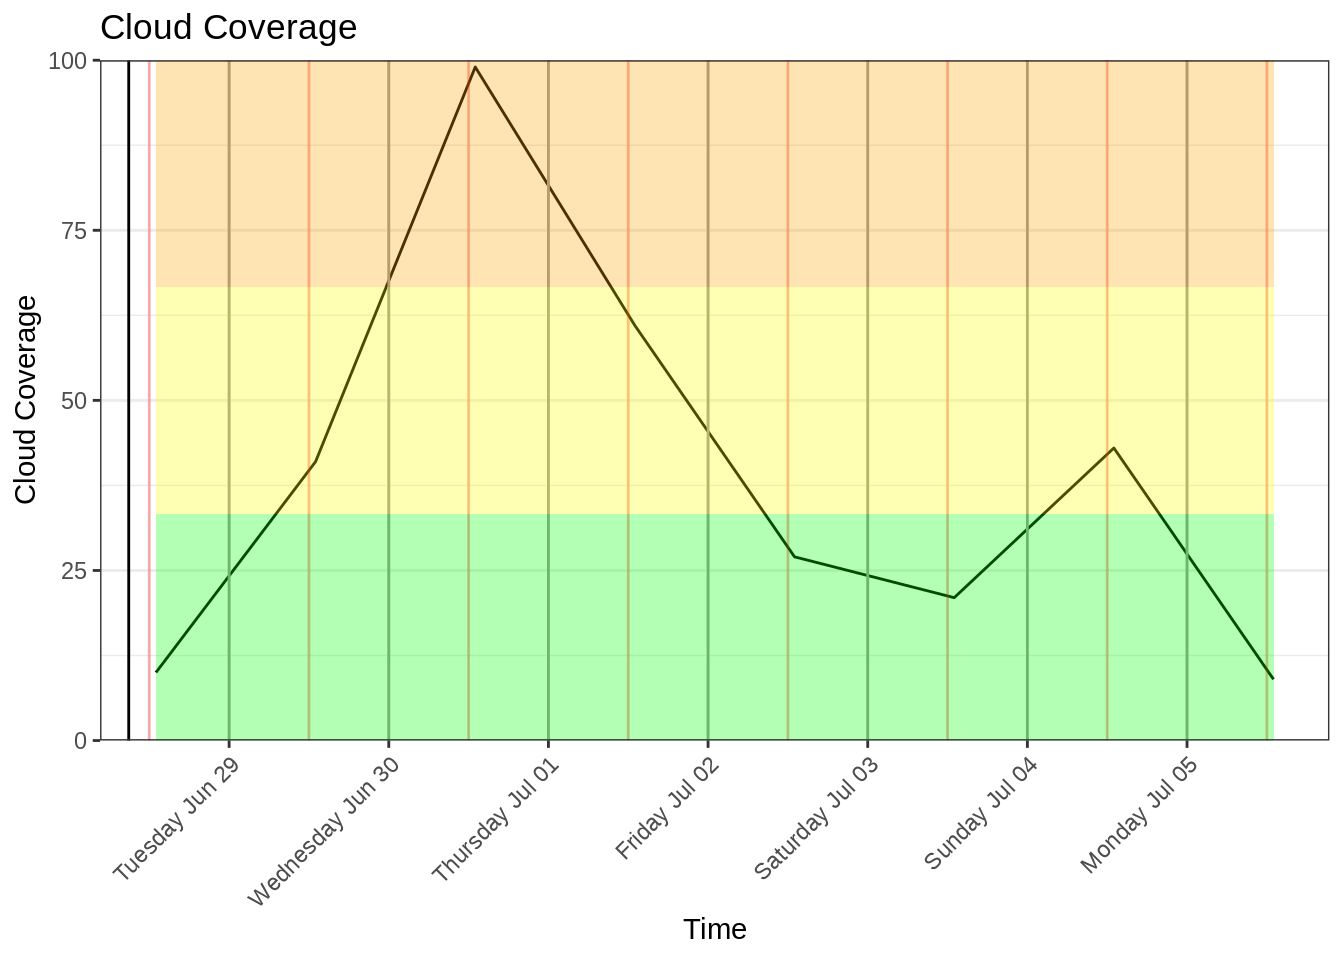 Cloud Coverage
100
75
50
25
0
Cloud Coverage
Tuesday Jun 29
Wednesday Jun 30
Thursday Jul 01
Friday Jul 02
Saturday Jul 03
Sunday Jul 04
Monday Jul 05
Time